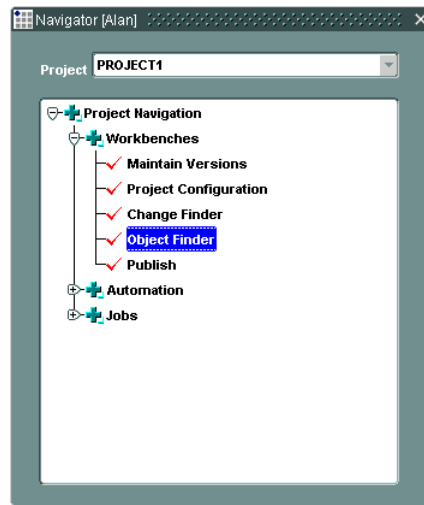 Navigator [Alan]
Project PROJECT1
Project Navigation
Workbenches
Maintain Versions
Project Configuration
Change Finder
Object Finder
Publish
Automation
Jobs